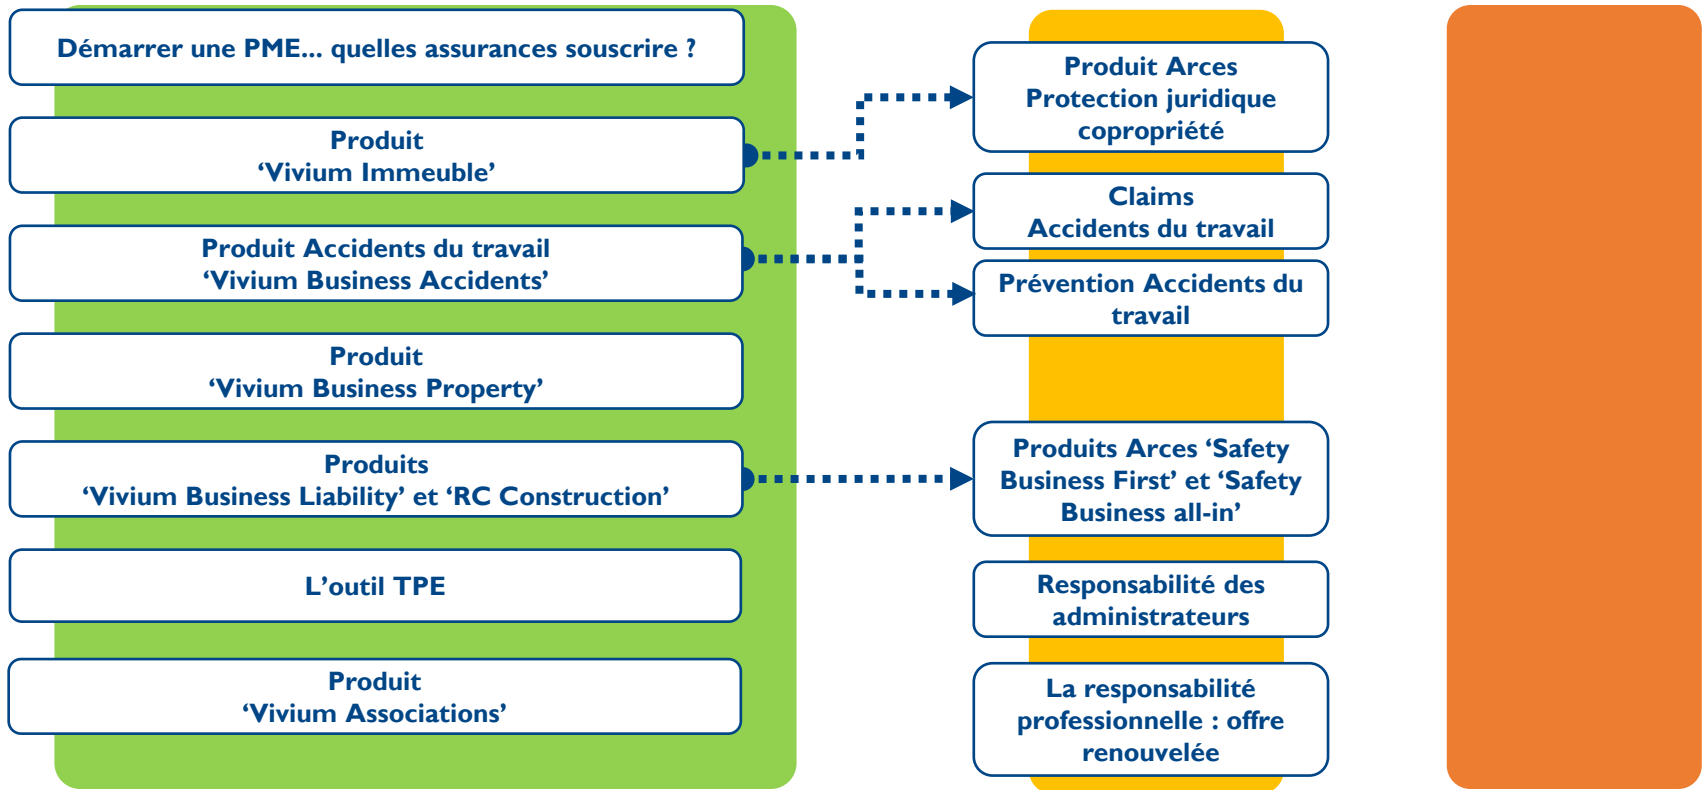 Démarrer une PME... quelles assurances souscrire ?
Produit
‘Vivium Immeuble’
Produit Accidents du travail
‘Vivium Business Accidents’
Produit
‘Vivium Business Property’
Produits
‘Vivium Business Liability’ et ‘RC Construction’
L’outil TPE
Produit
‘Vivium Associations’
Produit Arces
Protection juridique
copropriété
Claims
Accidents du travail
Prévention Accidents du
travail
Produits Arces ‘Safety
Business First’ et ‘Safety
Business all-in’
Responsabilité des
administrateurs
La responsabilité
professionnelle : offre
renouvelée